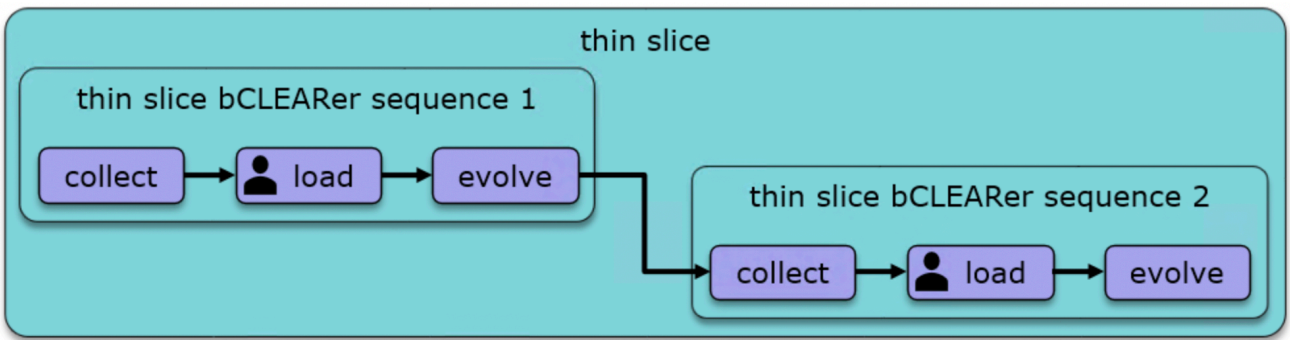 thin slice
thin slice bCLEARer sequence 1
collect
load
evolve
thin slice bCLEARer sequence 2
collect
load
evolve